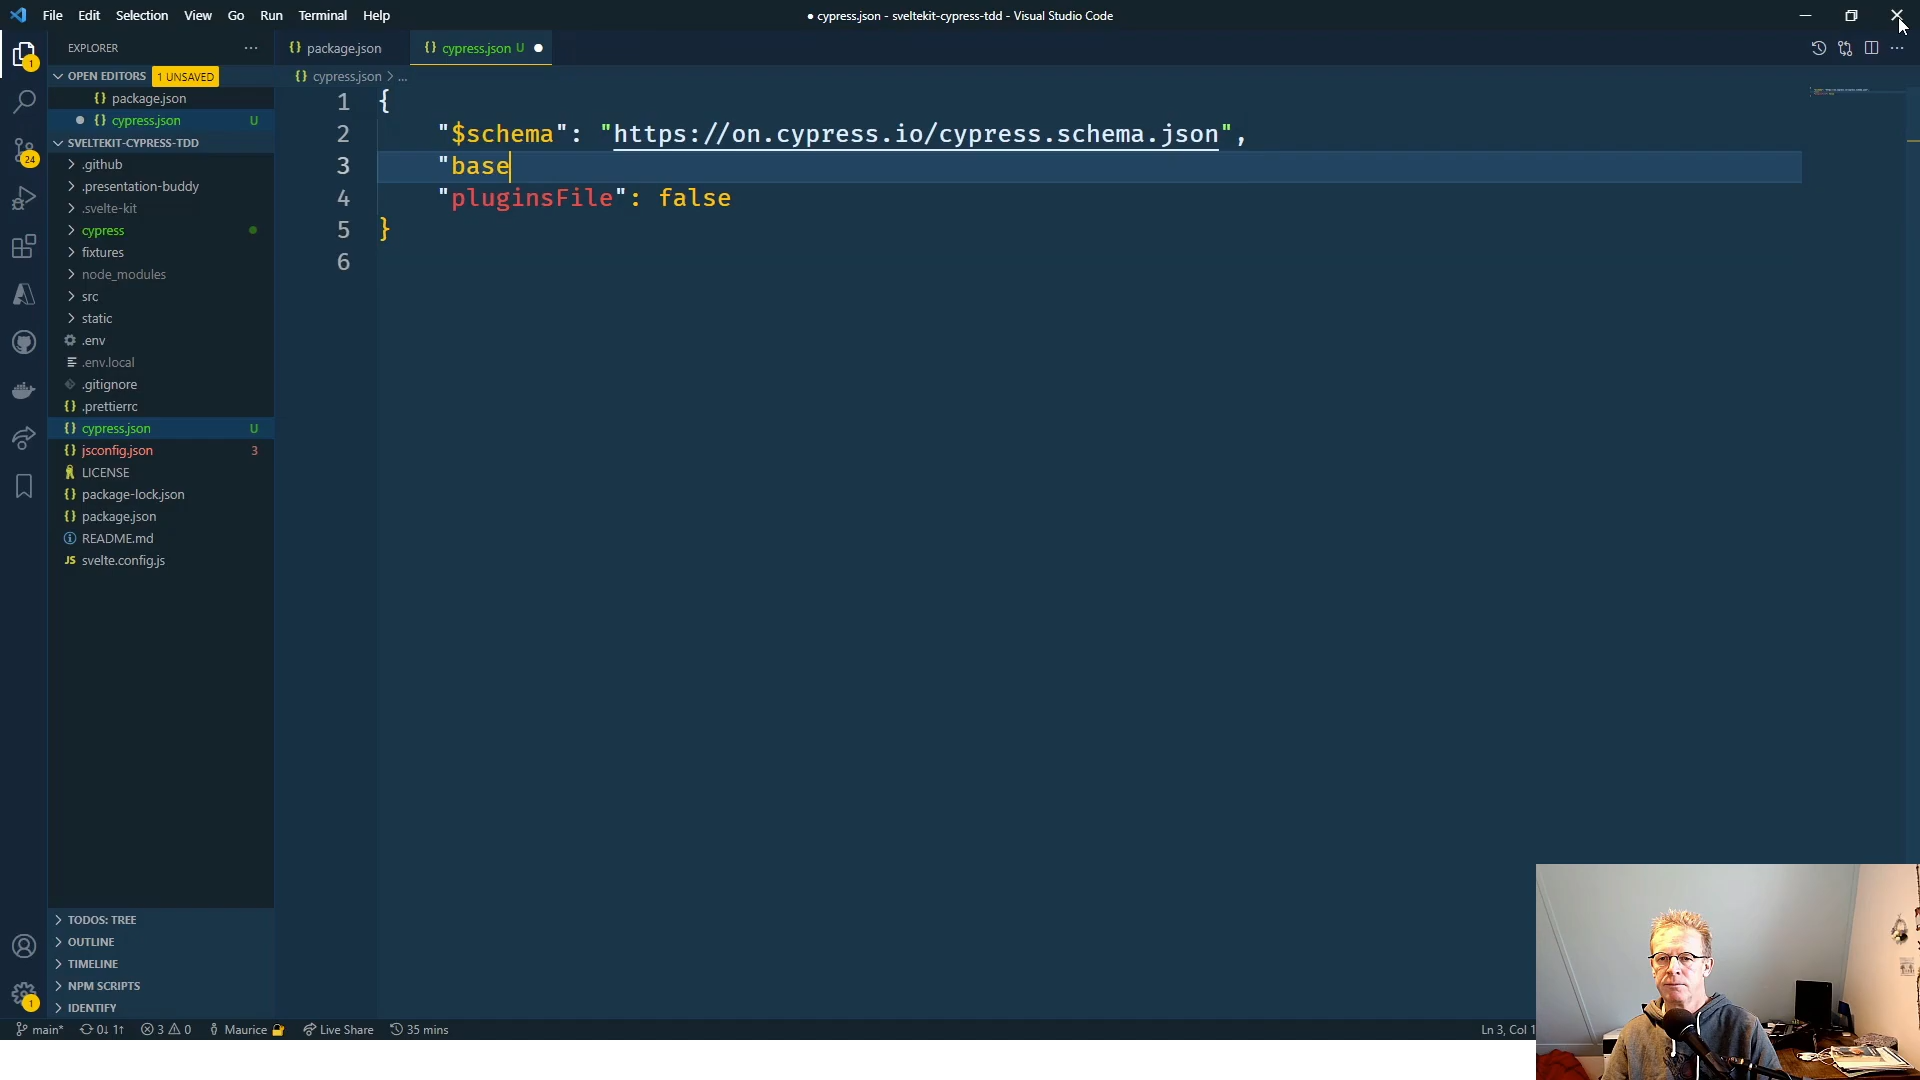 File Edit Selection View Go Run Terminal Help
● cypress.json - sveltekit-cypress-tdd - Visual Studio Code
EXPLORER
package.json
cypress.json U
OPEN EDITORS 1 UNSAVED
package.json
cypress.json U
SVELTEKIT-CYPRESS-TDD
.github
.presentation-buddy
.svelte-kit
cypress
fixtures
node_modules
src
static
.env
.env.local
.gitignore
.prettierrc
cypress.json U
jsconfig.json 3
LICENSE
package-lock.json
package.json
README.md
svelte.config.js
TODOS: TREE
OUTLINE
TIMELINE
NPM SCRIPTS
IDENTIFY
1
24
1
cypress.json > ...
1 {
2 "$schema": "https://on.cypress.io/cypress.schema.json",
3 "base
4 "pluginsFile": false
5 }
6
main* 0↓ 1↑ 3 0 Maurice Live Share 35 mins
Ln 3, Col 1